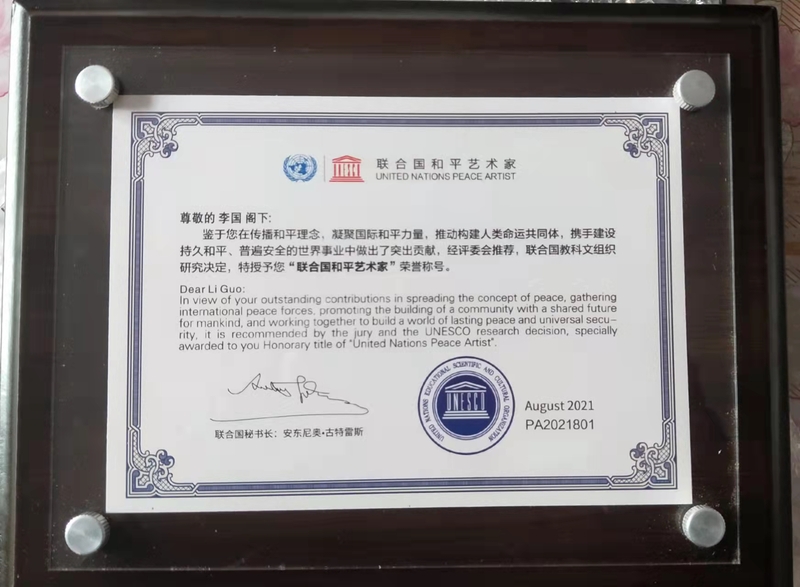 联合国和平艺术家
UNITED NATIONS PEACE ARTIST
尊敬的 李国 阁下:
鉴于您在传播和平理念，凝聚国际和平力量，推动构建人类命运共同体，携手建设
持久和平、普遍安全的世界事业中做出了突出贡献，经评委会推荐，联合国教科文组织
研究决定，特授予您“联合国和平艺术家”荣誉称号。
Dear Li Guo:
In view of your outstanding contributions in spreading the concept of peace, gathering
international peace forces, promoting the building of a community with a shared future
for mankind, and working together to build a world of lasting peace and universal secu-
rity, it is recommended by the jury and the UNESCO research decision, specially
awarded to you Honorary title of "United Nations Peace Artist".
联合国秘书长：安东尼奥•古特雷斯
UNITED NATIONS EDUCATIONAL SCIENTIFIC AND CULTURAL ORGANIZATION
UNESCO
August 2021
PA2021801